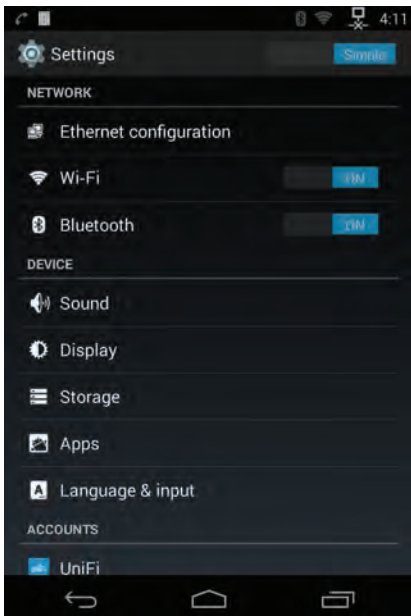 4:11
Settings
Simple
NETWORK
Ethernet configuration
Wi-Fi
ON
Bluetooth
ON
DEVICE
Sound
Display
Storage
Apps
A Language & input
ACCOUNTS
UniFi